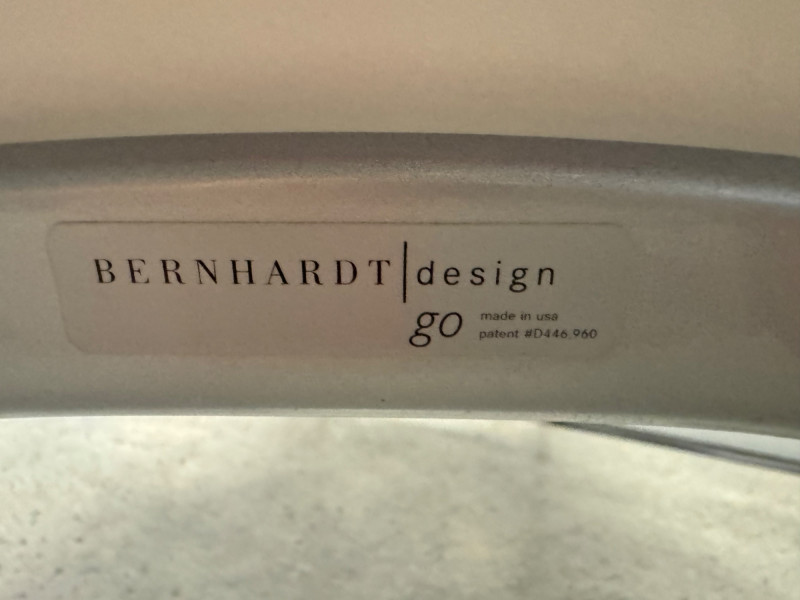 BERNHARDT | design
go
made in usa
patent #D446,960